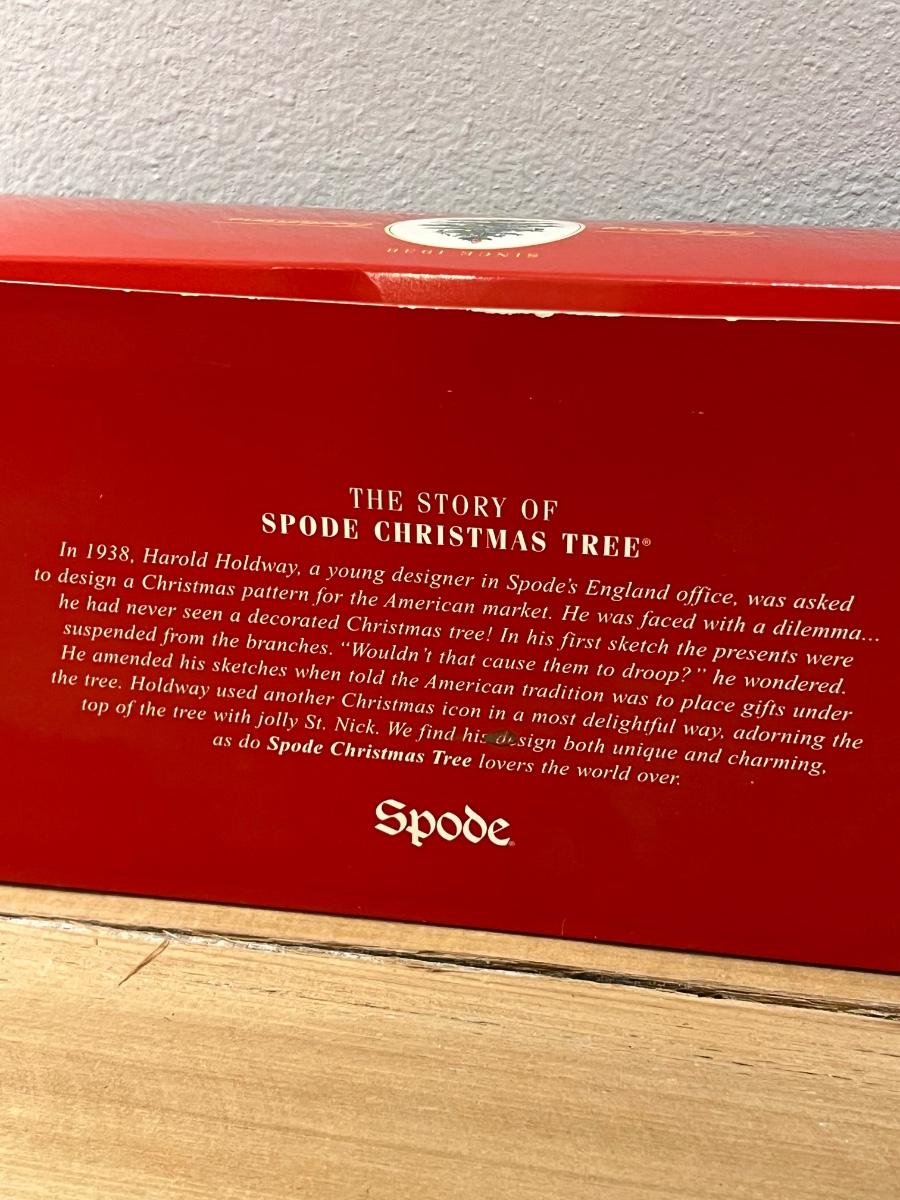 THE STORY OF
SPODE CHRISTMAS TREE®
In 1938, Harold Holdway, a young designer in Spode's England office, was asked
to design a Christmas pattern for the American market. He was faced with a dilemma...
he had never seen a decorated Christmas tree! In his first sketch the presents were
suspended from the branches. “Wouldn't that cause them to droop?” he wondered.
He amended his sketches when told the American tradition was to place gifts under
the tree. Holdway used another Christmas icon in a most delightful way, adorning the
top of the tree with jolly St. Nick. We find his design both unique and charming,
as do Spode Christmas Tree lovers the world over.
Spode®